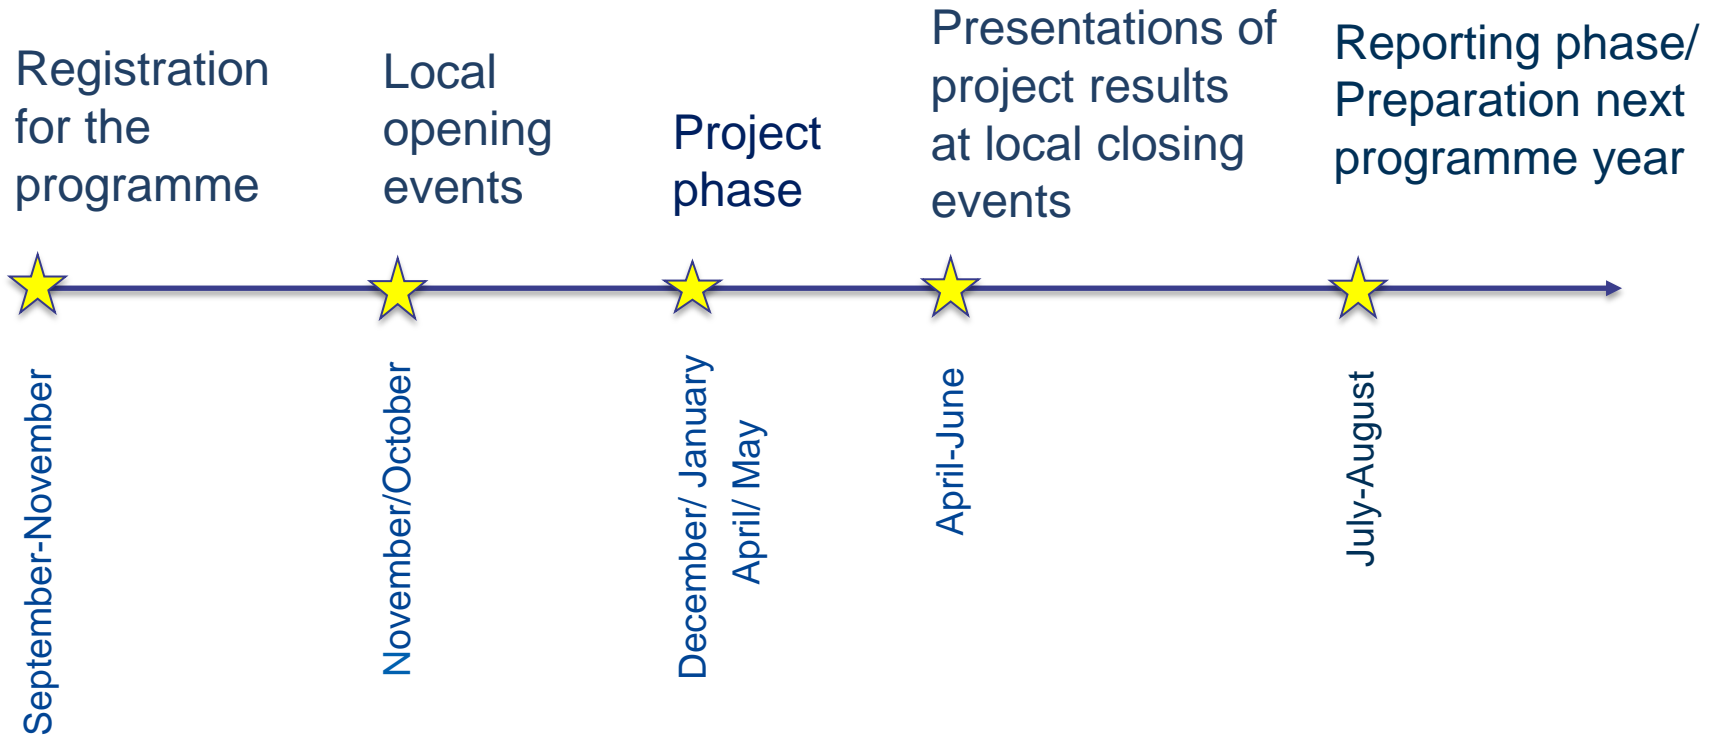 Registration
for the
programme
Local
opening
events
Project
phase
Presentations of
project results
at local closing
events
Reporting phase/
Preparation next
programme year
September-November
November/October
December/ January
April/ May
April-June
July-August